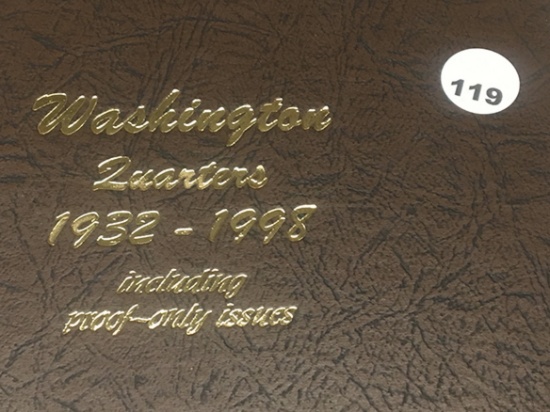 119
Washington
Quarters
1932 - 1998
including
proof-only issues